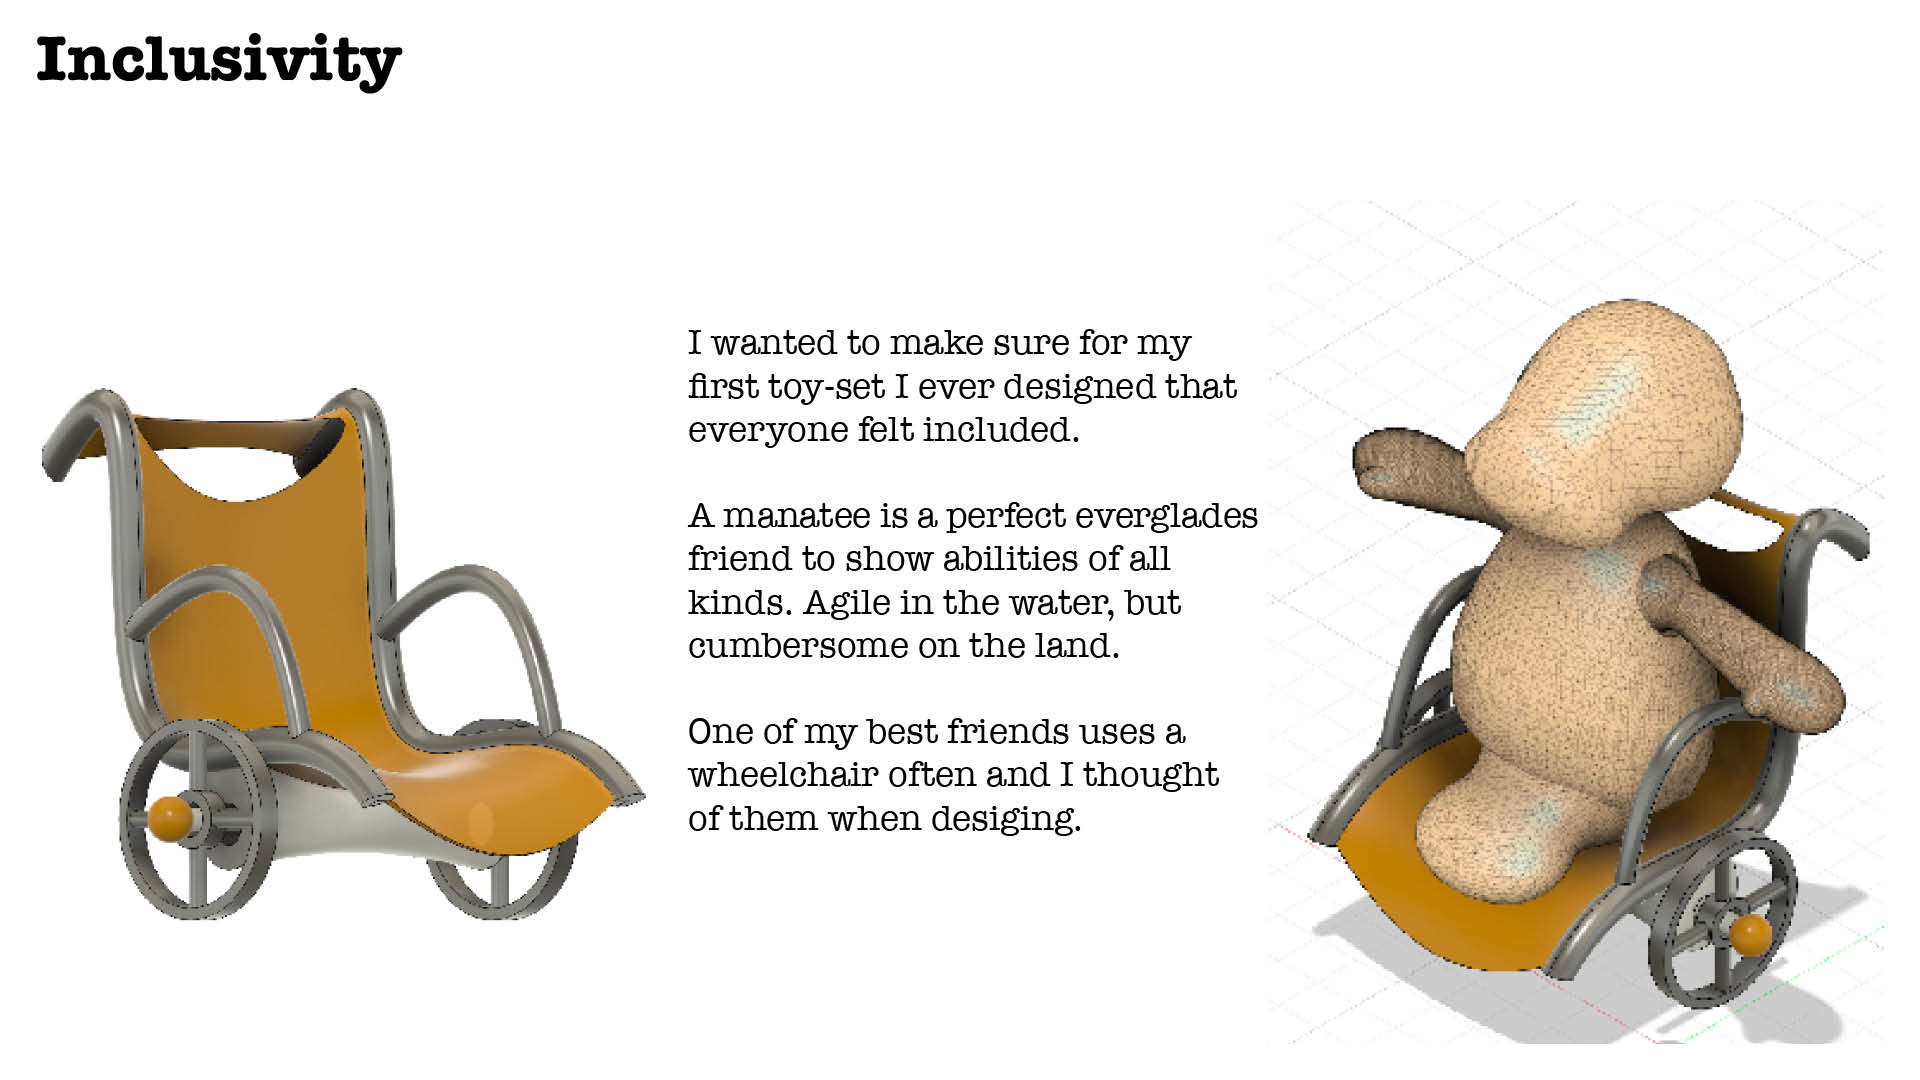 Inclusivity
I wanted to make sure for my
first toy-set I ever designed that
everyone felt included.
A manatee is a perfect everglades
friend to show abilities of all
kinds. Agile in the water, but
cumbersome on the land.
One of my best friends uses a
wheelchair often and I thought
of them when desiging.